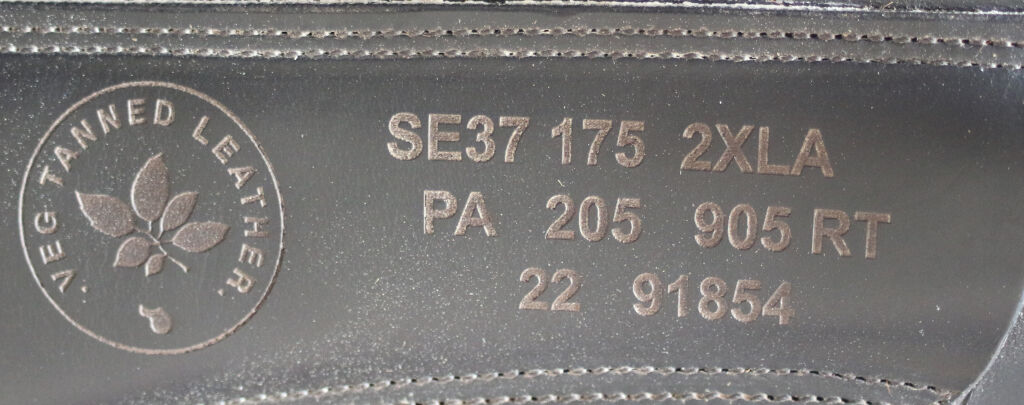 · VEG TANNED LEATHER ·
SE37 175 2XLA
PA 205 905 RT
22 91854